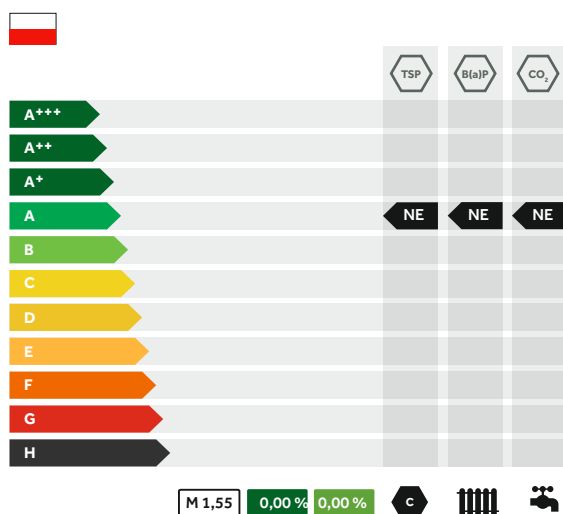 TSP B(a)P CO₂
A+++
A++
A+
A NE NE NE
B
C
D
E
F
G
H
M 1,55 0,00 % 0,00 % C